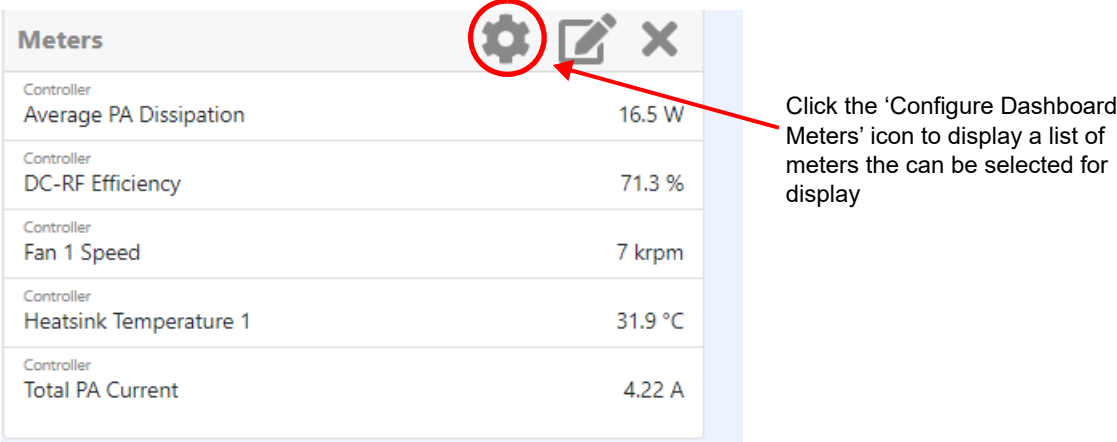 Meters
Controller
Average PA Dissipation 16.5 W
Controller
DC-RF Efficiency 71.3 %
Controller
Fan 1 Speed 7 krpm
Controller
Heatsink Temperature 1 31.9 °C
Controller
Total PA Current 4.22 A
Click the ‘Configure Dashboard
Meters’ icon to display a list of
meters the can be selected for
display